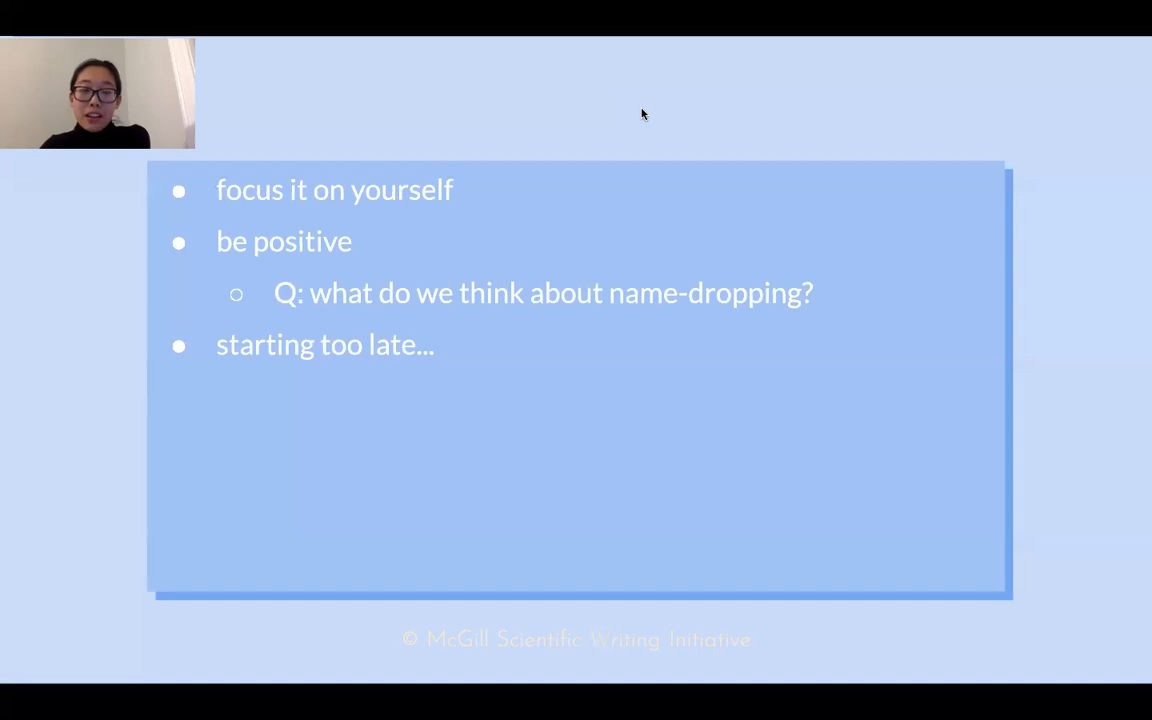 ● focus it on yourself
● be positive
○ Q: what do we think about name-dropping?
● starting too late...
© McGill Scientific Writing Initiative